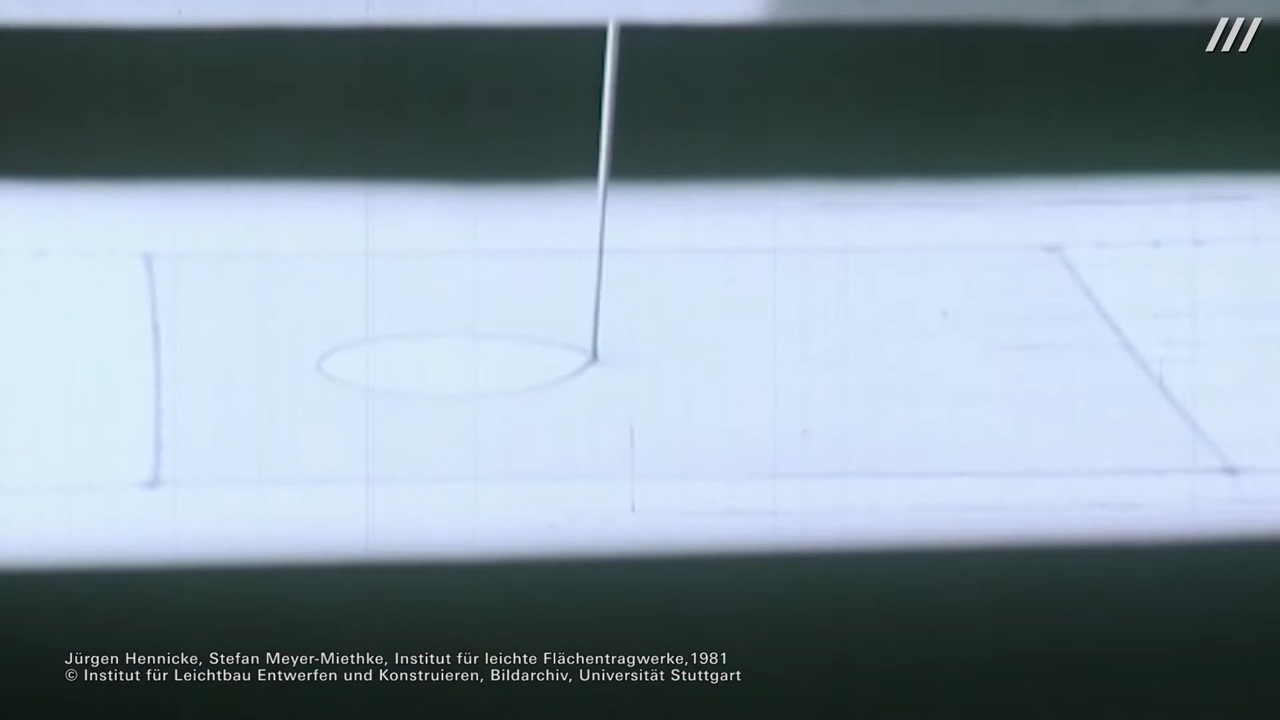 Jürgen Hennicke, Stefan Meyer-Miethke, Institut für leichte Flächentragwerke,1981
© Institut für Leichtbau Entwerfen und Konstruieren, Bildarchiv, Universität Stuttgart